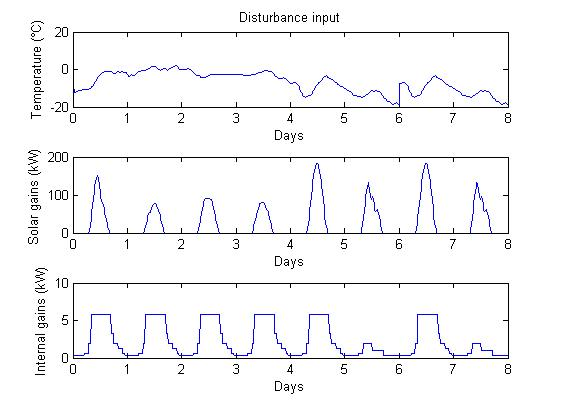 Disturbance input
Temperature (°C)
20
0
-20
0 1 2 3 4 5 6 7 8
Days
Solar gains (kW)
200
100
0
0 1 2 3 4 5 6 7 8
Days
Internal gains (kW)
10
5
0
0 1 2 3 4 5 6 7 8
Days